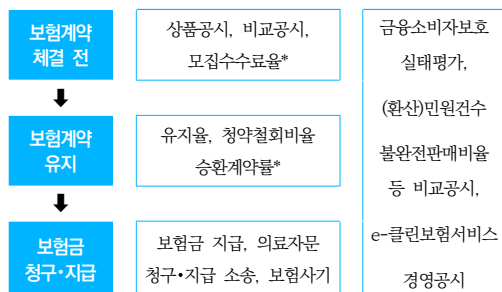 보험계약
체결 전
상품공시, 비교공시,
모집수수료율*
보험계약
유지
유지율, 청약철회비율
승환계약률*
보험금
청구•지급
보험금 지급, 의료자문
청구•지급 소송, 보험사기
금융소비자보호
실태평가,
(환산)민원건수
불완전판매비율
등 비교공시,
e-클린보험서비스
경영공시